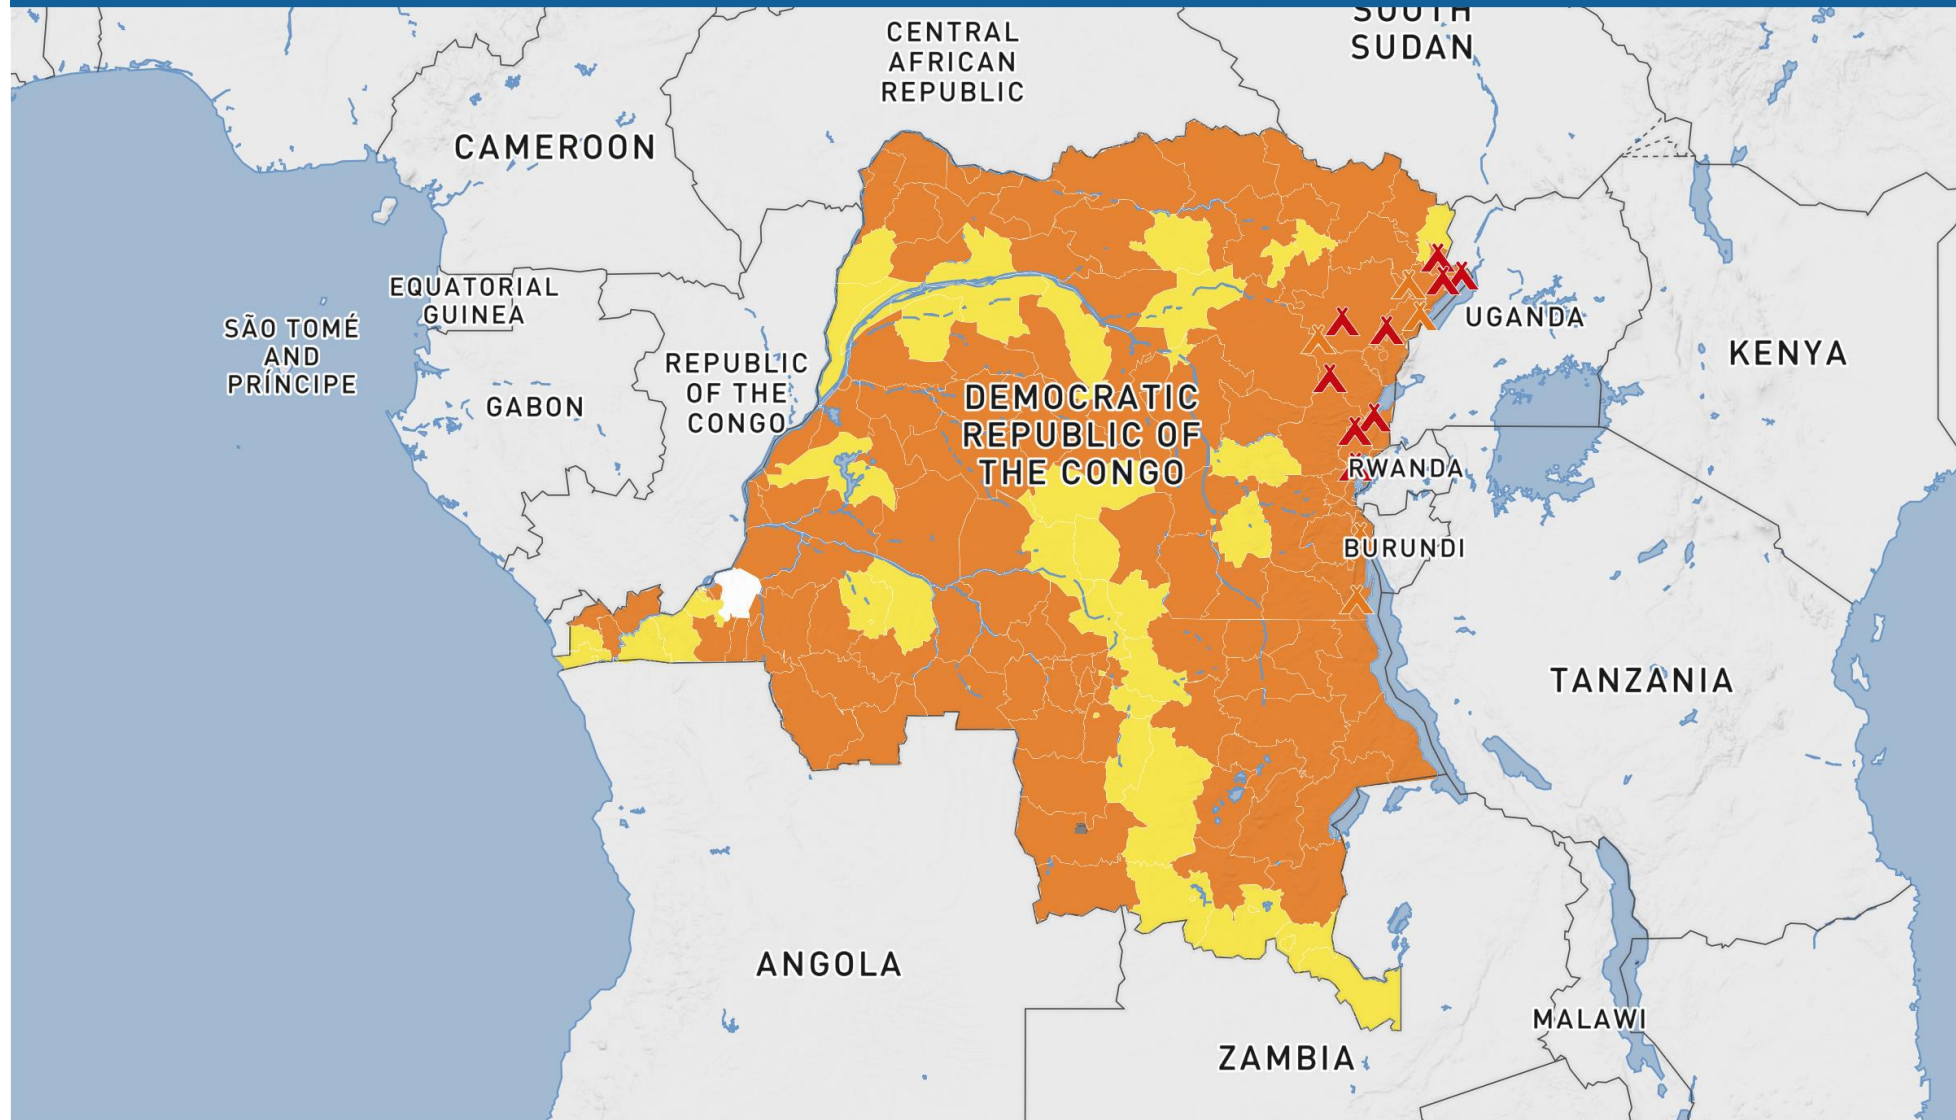 SOUTH
SUDAN
CENTRAL
AFRICAN
REPUBLIC
CAMEROON
EQUATORIAL
GUINEA
SÃO TOMÉ
AND
PRÍNCIPE
UGANDA
KENYA
REPUBLIC
OF THE
CONGO
GABON
DEMOCRATIC
REPUBLIC OF
THE CONGO
RWANDA
BURUNDI
TANZANIA
ANGOLA
MALAWI
ZAMBIA